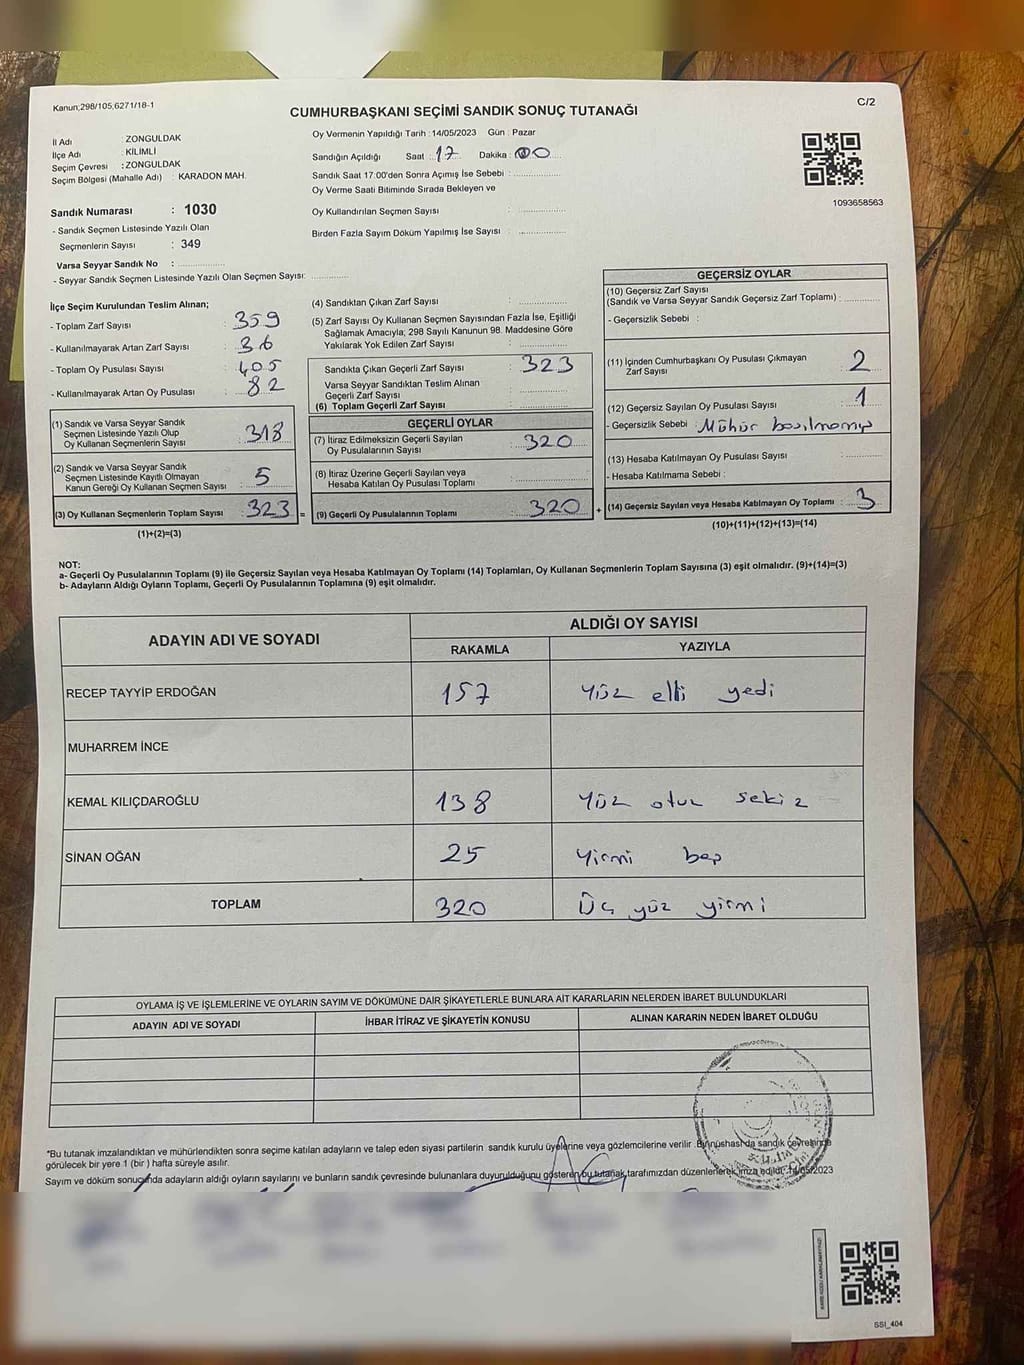 Kanun;298/105,6271/18-1
C/2
CUMHURBAŞKANI SEÇİMİ SANDIK SONUÇ TUTANAĞI
İl Adı : ZONGULDAK
İlçe Adı : KİLİMLİ
Seçim Çevresi : ZONGULDAK
Seçim Bölgesi (Mahalle Adı) : KARADON MAH.
Sandık Numarası : 1030
- Sandık Seçmen Listesinde Yazılı Olan
Seçmenlerin Sayısı : 349
Varsa Seyyar Sandık No :
- Seyyar Sandık Seçmen Listesinde Yazılı Olan Seçmen Sayısı:
Oy Vermenin Yapıldığı Tarih :14/05/2023 Gün : Pazar
Sandığın Açıldığı Saat : 17 Dakika : 00
Sandık Saat 17:00'den Sonra Açılmış İse Sebebi :
Oy Verme Saati Bitiminde Sırada Bekleyen ve
Oy Kullandırılan Seçmen Sayısı :
Birden Fazla Sayım Döküm Yapılmış İse Sayısı :
1093658563
İlçe Seçim Kurulundan Teslim Alınan;
- Toplam Zarf Sayısı : 359
- Kullanılmayarak Artan Zarf Sayısı : 36
- Toplam Oy Pusulası Sayısı : 405
- Kullanılmayarak Artan Oy Pusulası : 82
(1) Sandık ve Varsa Seyyar Sandık
Seçmen Listesinde Yazılı Olup
Oy Kullanan Seçmenlerin Sayısı : 318
(2) Sandık ve Varsa Seyyar Sandık
Seçmen Listesinde Kayıtlı Olmayan
Kanun Gereği Oy Kullanan Seçmen Sayısı : 5
(3) Oy Kullanan Seçmenlerin Toplam Sayısı : 323 =
(1)+(2)=(3)
(4) Sandıktan Çıkan Zarf Sayısı :
(5) Zarf Sayısı Oy Kullanan Seçmen Sayısından Fazla İse, Eşitliği
Sağlamak Amacıyla; 298 Sayılı Kanunun 98. Maddesine Göre
Yakılarak Yok Edilen Zarf Sayısı :
Sandıkta Çıkan Geçerli Zarf Sayısı : 323
Varsa Seyyar Sandıktan Teslim Alınan
Geçerli Zarf Sayısı :
(6) Toplam Geçerli Zarf Sayısı :
GEÇERLİ OYLAR
(7) İtiraz Edilmeksizin Geçerli Sayılan
Oy Pusulalarının Sayısı : 320
(8) İtiraz Üzerine Geçerli Sayılan veya
Hesaba Katılan Oy Pusulası Toplamı :
(9) Geçerli Oy Pusulalarının Toplamı : 320 +
GEÇERSİZ OYLAR
(10) Geçersiz Zarf Sayısı
(Sandık ve Varsa Seyyar Sandık Geçersiz Zarf Toplamı) :
- Geçersizlik Sebebi :
(11) İçinden Cumhurbaşkanı Oy Pusulası Çıkmayan
Zarf Sayısı : 2
(12) Geçersiz Sayılan Oy Pusulası Sayısı : 1
- Geçersizlik Sebebi : Mühür basılmamış
(13) Hesaba Katılmayan Oy Pusulası Sayısı :
- Hesaba Katılmama Sebebi :
(14) Geçersiz Sayılan veya Hesaba Katılmayan Oy Toplamı : 3
(10)+(11)+(12)+(13)=(14)
NOT:
a- Geçerli Oy Pusulalarının Toplamı (9) ile Geçersiz Sayılan veya Hesaba Katılmayan Oy Toplamı (14) Toplamları, Oy Kullanan Seçmenlerin Toplam Sayısına (3) eşit olmalıdır. (9)+(14)=(3)
b- Adayların Aldığı Oyların Toplamı, Geçerli Oy Pusulalarının Toplamına (9) eşit olmalıdır.
ADAYIN ADI VE SOYADI
ALDIĞI OY SAYISI
RAKAMLA YAZIYLA
RECEP TAYYİP ERDOĞAN 157 Yüz elli yedi
MUHARREM İNCE
KEMAL KILIÇDAROĞLU 138 Yüz otuz sekiz
SİNAN OĞAN 25 Yirmi beş
TOPLAM 320 Üç yüz yirmi
OYLAMA İŞ VE İŞLEMLERİNE VE OYLARIN SAYIM VE DÖKÜMÜNE DAİR ŞİKAYETLERLE BUNLARA AİT KARARLARIN NELERDEN İBARET BULUNDUKLARI
ADAYIN ADI VE SOYADI İHBAR İTİRAZ VE ŞİKAYETİN KONUSU ALINAN KARARIN NEDEN İBARET OLDUĞU
*Bu tutanak imzalandıktan ve mühürlendikten sonra seçime katılan adayların ve talep eden siyasi partilerin sandık kurulu üyelerine veya gözlemcilerine verilir. Bir nüshası da sandık çevresinde
görülecek bir yere 1 (bir ) hafta süreyle asılır.
Sayım ve döküm sonucunda adayların aldığı oyların sayılarını ve bunların sandık çevresinde bulunanlara duyurulduğunu gösteren bu tutanak tarafımızdan düzenlenerek imza edildi. 14/05/2023
SSI_404